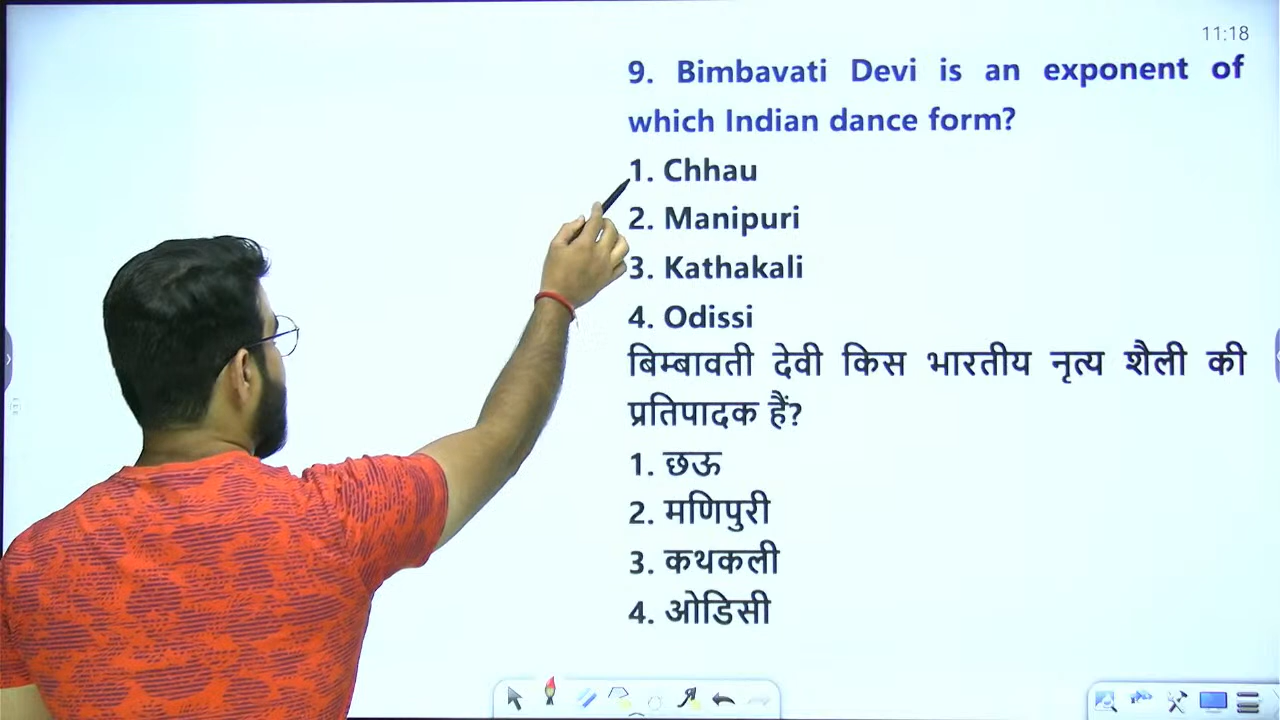 11:18
9. Bimbavati Devi is an exponent of
which Indian dance form?
1. Chhau
2. Manipuri
3. Kathakali
4. Odissi
बिम्बावती देवी किस भारतीय नृत्य शैली की
प्रतिपादक हैं?
1. छऊ
2. मणिपुरी
3. कथकली
4. ओडिसी